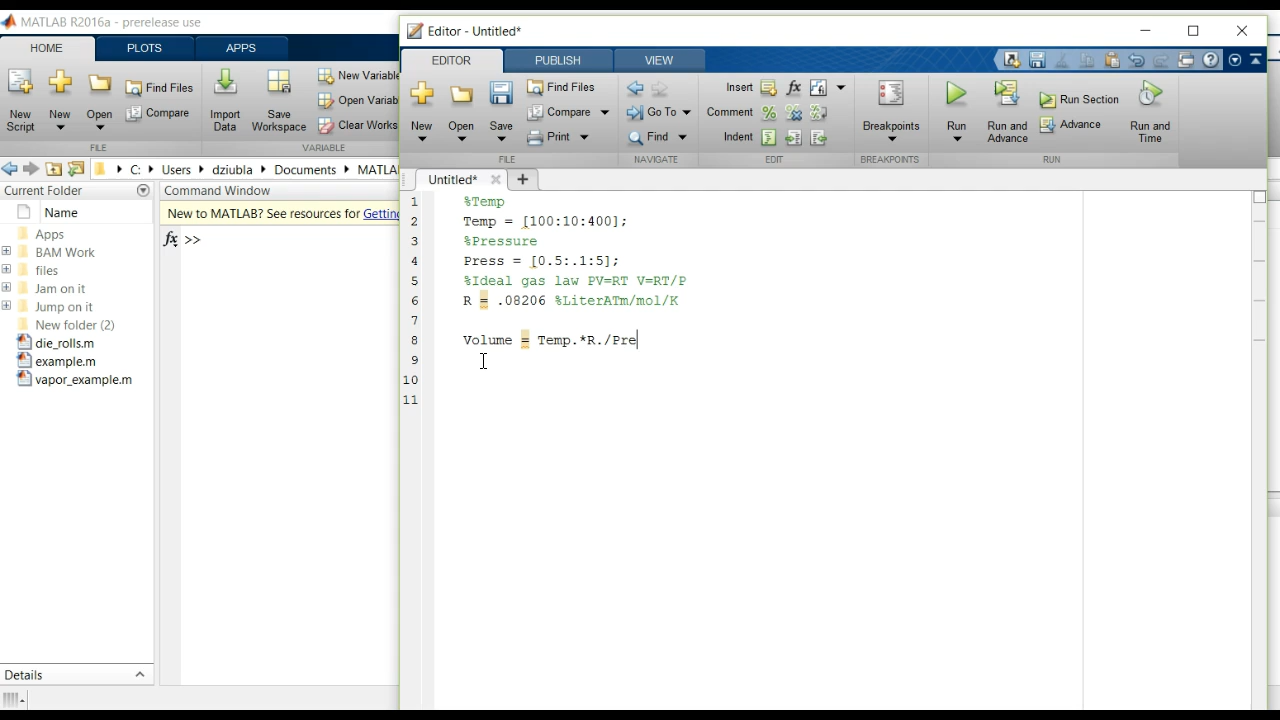 MATLAB R2016a - prerelease use
HOME PLOTS APPS
New Script
New
Open
Find Files
Compare
Import Data
Save Workspace
New Variable
Open Variab
Clear Works
FILE VARIABLE
C: Users dziubla Documents MATLA
Current Folder
Name
Apps
BAM Work
files
Jam on it
Jump on it
New folder (2)
die_rolls.m
example.m
vapor_example.m
Details
Command Window
New to MATLAB? See resources for Getting
fx >>
Editor - Untitled*
EDITOR PUBLISH VIEW
New
Open
Save
Find Files
Compare
Print
Go To
Find
Insert fx
Comment
Indent
Breakpoints
Run
Run and Advance
Run Section
Advance
Run and Time
FILE NAVIGATE EDIT BREAKPOINTS RUN
Untitled*
1 %Temp
2 Temp = [100:10:400];
3 %Pressure
4 Press = [0.5:.1:5];
5 %Ideal gas law PV=RT V=RT/P
6 R = .08206 %LiterATm/mol/K
7
8 Volume = Temp.*R./Pre
9
10
11